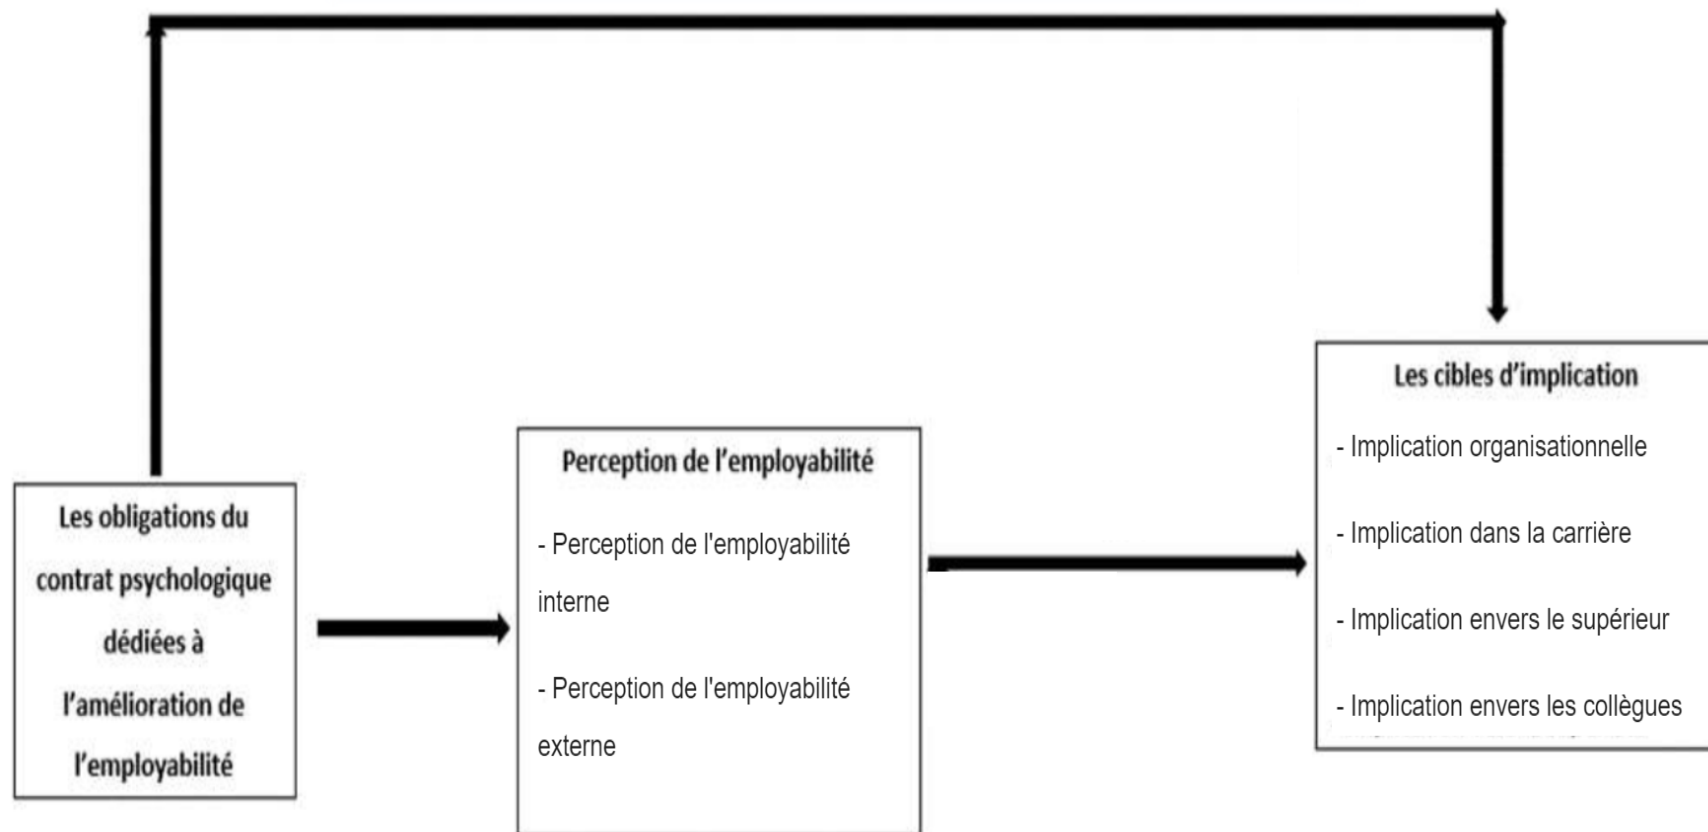 Les obligations du
contrat psychologique
dédiées à
l’amélioration de
l’employabilité
Perception de l’employabilité
- Perception de l'employabilité
interne
- Perception de l'employabilité
externe
Les cibles d’implication
- Implication organisationnelle
- Implication dans la carrière
- Implication envers le supérieur
- Implication envers les collègues